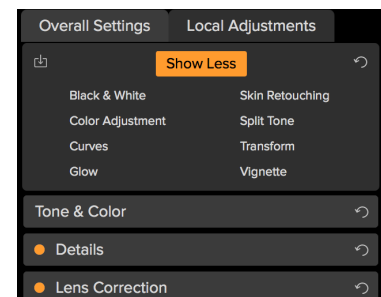 Overall Settings Local Adjustments
Show Less
Black & White Skin Retouching
Color Adjustment Split Tone
Curves Transform
Glow Vignette
Tone & Color
Details
Lens Correction